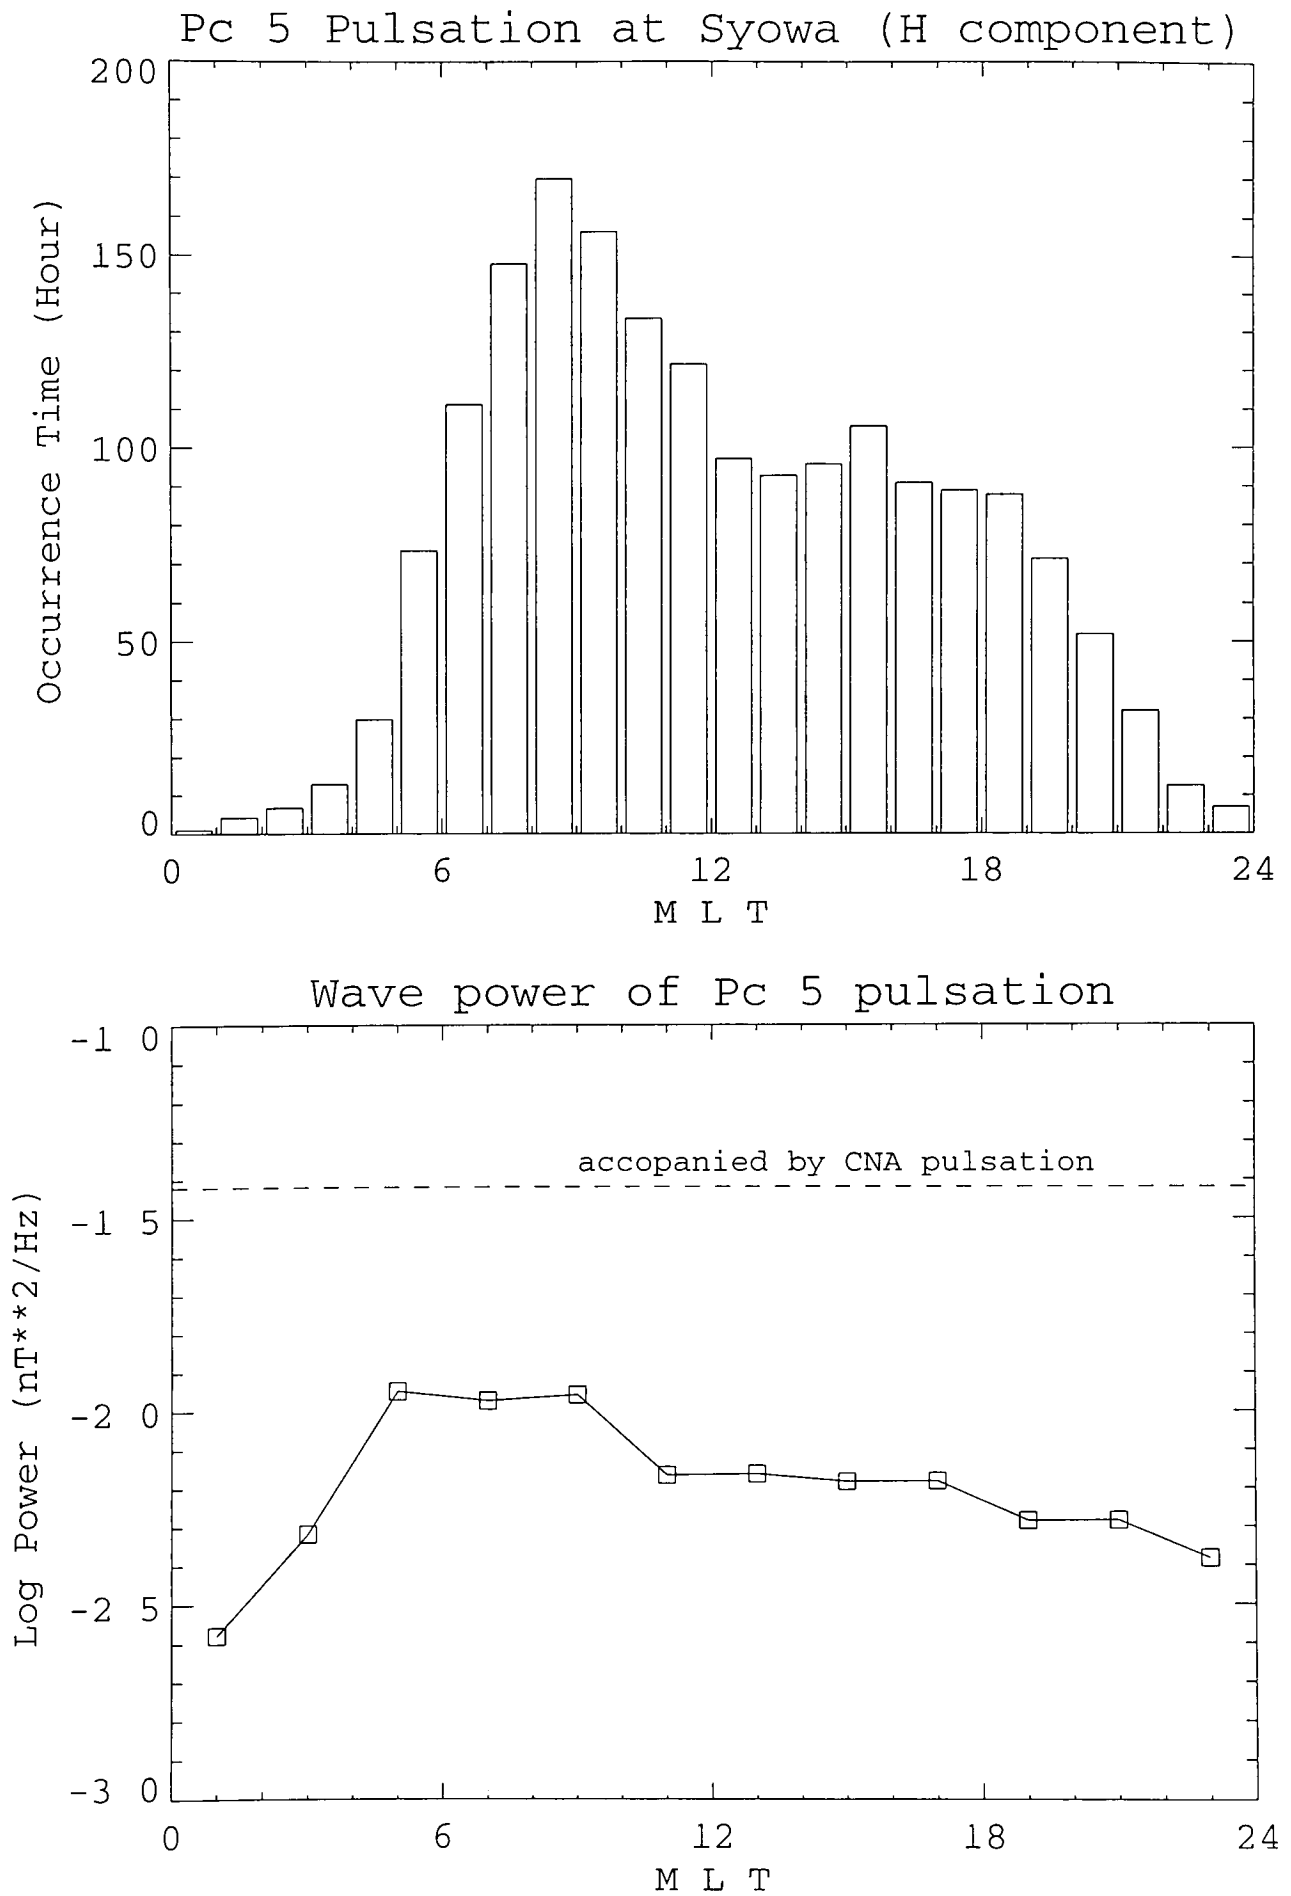 Pc 5 Pulsation at Syowa (H component)
200
150
100
50
0
Occurrence Time (Hour)
0 6 12 18 24
M L T
Wave power of Pc 5 pulsation
-1 0
accopanied by CNA pulsation
-1 5
-2 0
-2 5
-3 0
Log Power (nT**2/Hz)
0 6 12 18 24
M L T